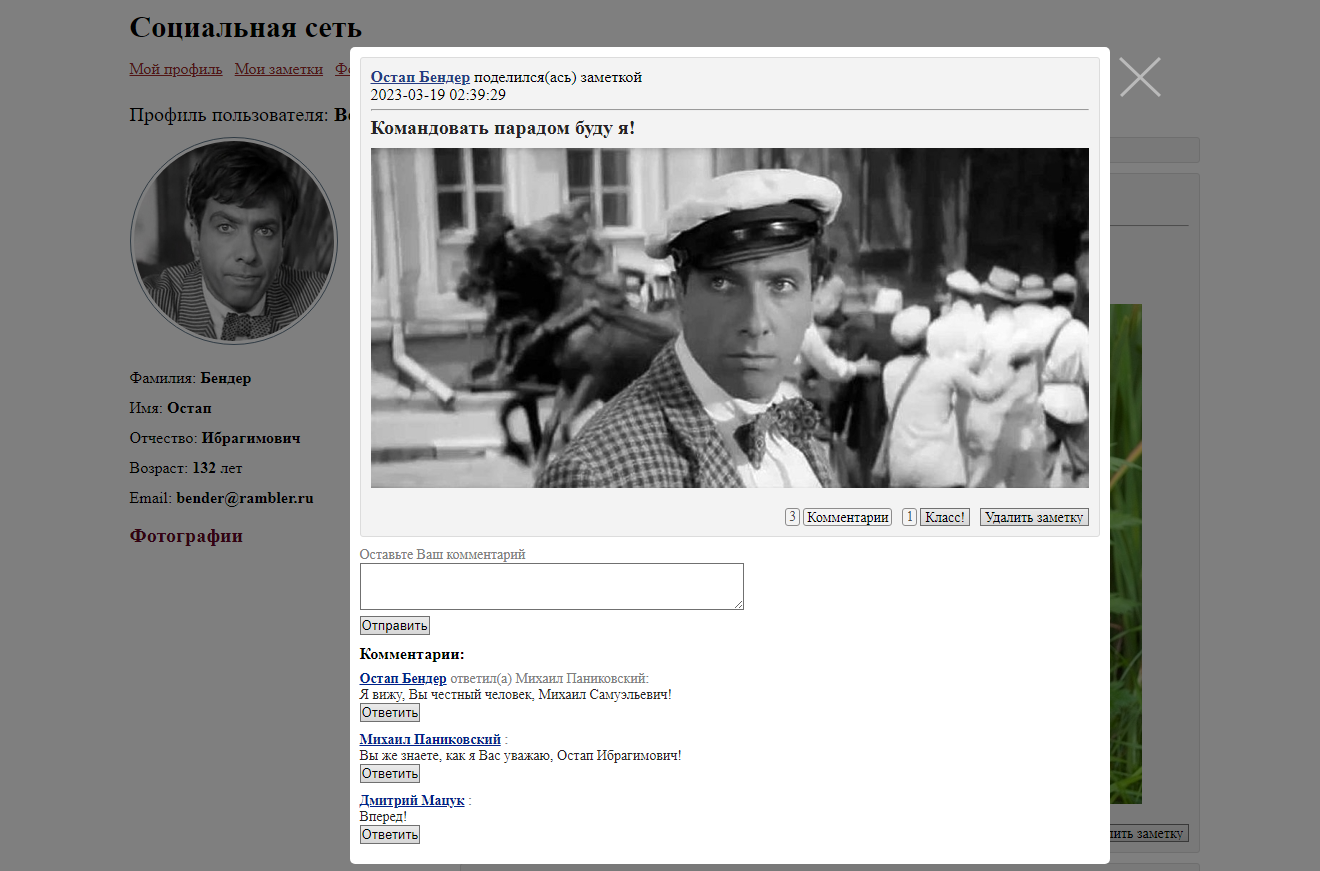 Социальная сеть
Мой профиль Мои заметки
Профиль пользователя:
Фамилия: Бендер
Имя: Остап
Отчество: Ибрагимович
Возраст: 132 лет
Email: bender@rambler.ru
Фотографии
Остап Бендер поделился(ась) заметкой
2023-03-19 02:39:29
Командовать парадом буду я!
3 Комментарии 1 Класс! Удалить заметку
Оставьте Ваш комментарий
Отправить
Комментарии:
Остап Бендер ответил(а) Михаил Паниковский:
Я вижу, Вы честный человек, Михаил Самуэльевич!
Ответить
Михаил Паниковский :
Вы же знаете, как я Вас уважаю, Остап Ибрагимович!
Ответить
Дмитрий Мацук :
Вперед!
Ответить
заметку